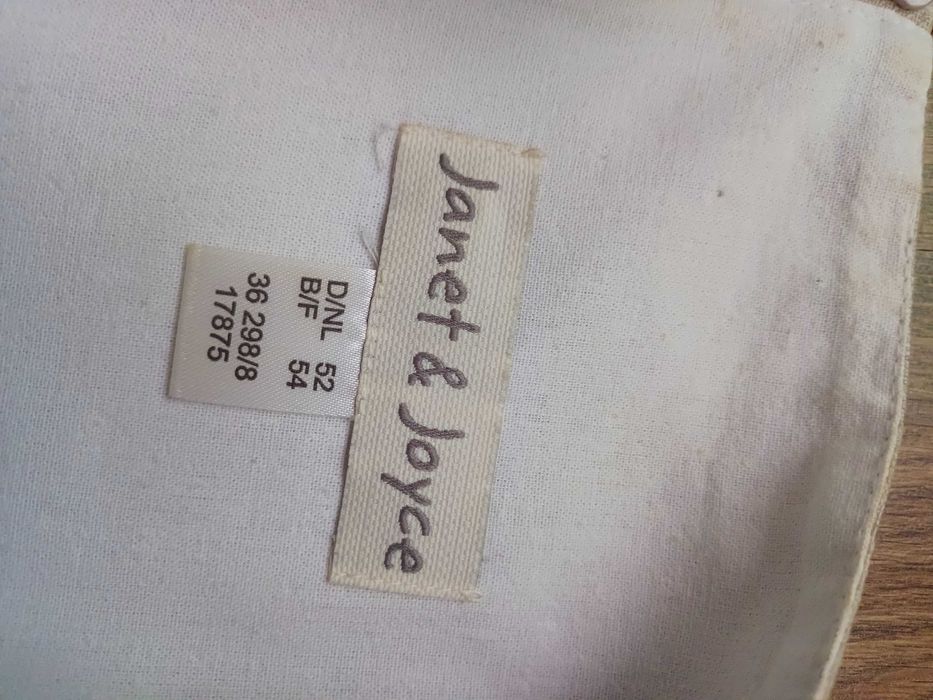 Janet & Joyce
D/NL 52
B/F 54
36 298/8
17875